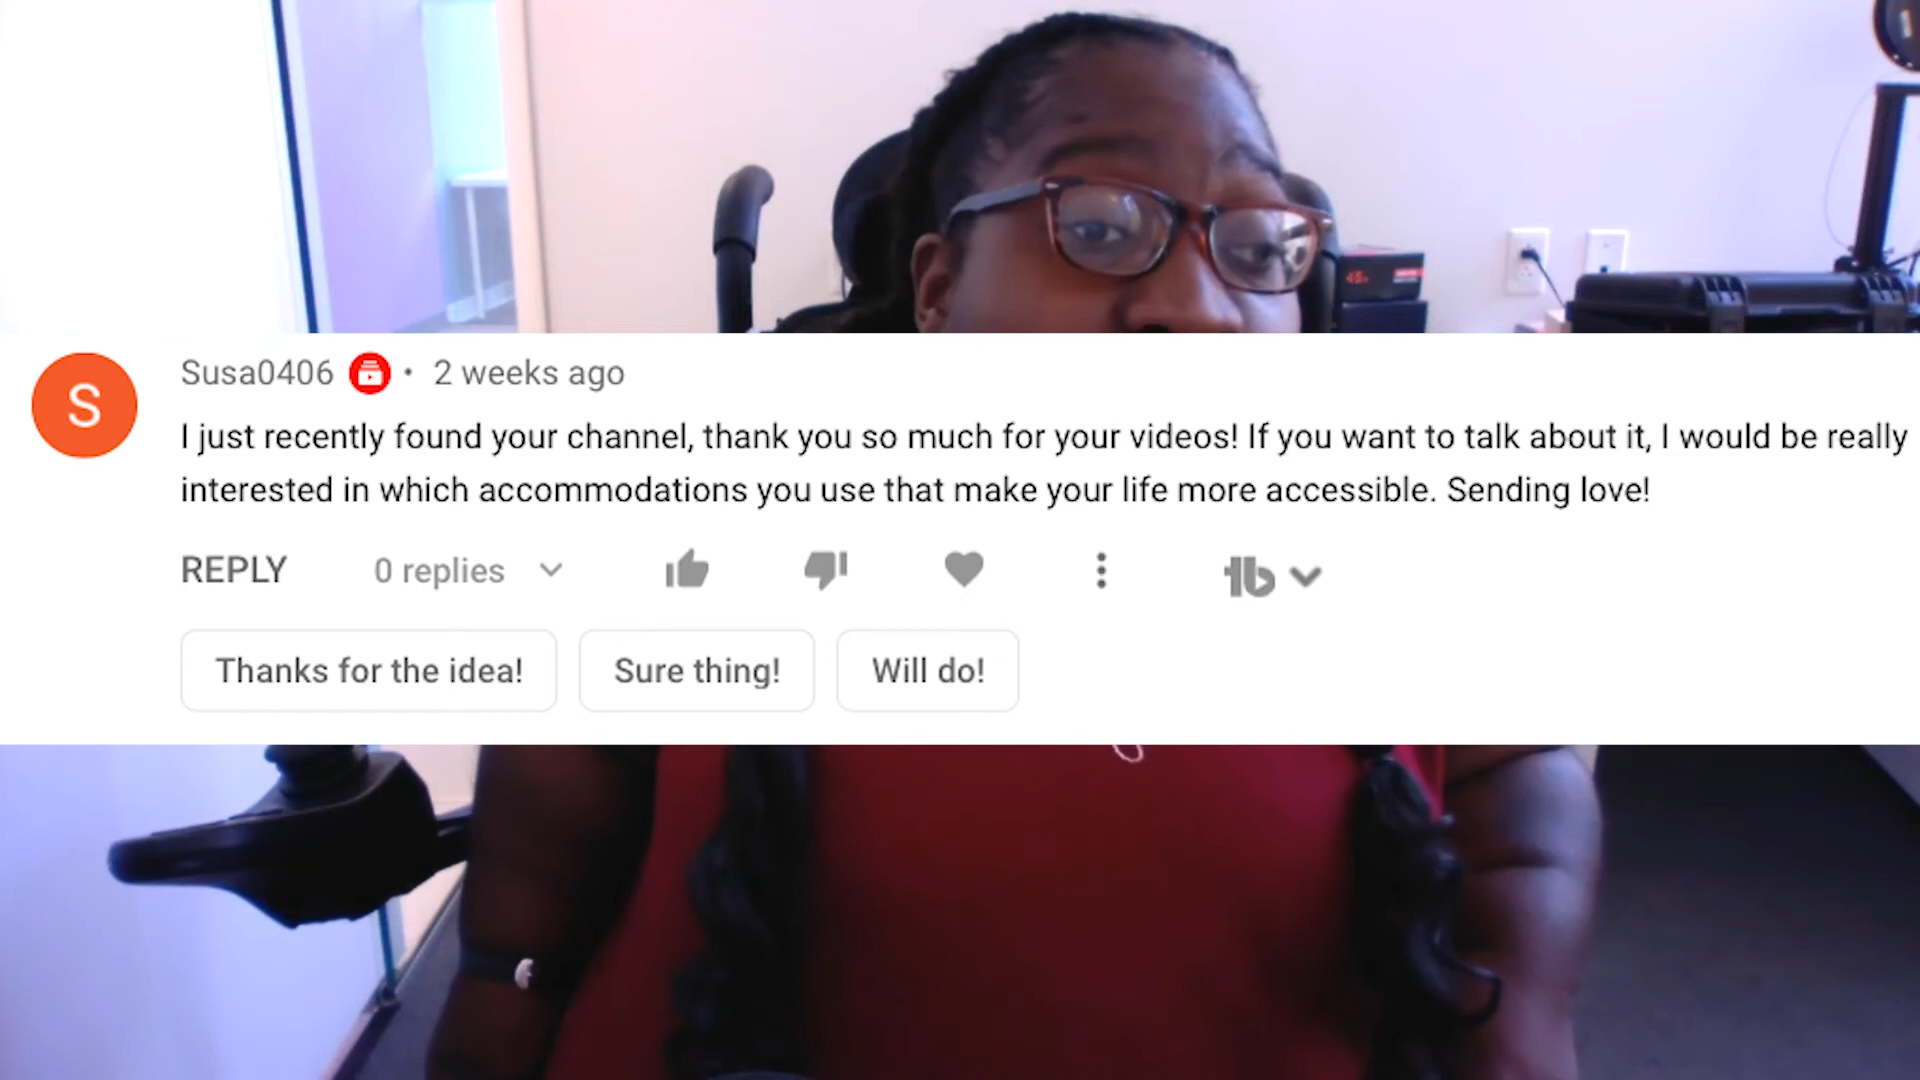 S
Susa0406 • 2 weeks ago
I just recently found your channel, thank you so much for your videos! If you want to talk about it, I would be really
interested in which accommodations you use that make your life more accessible. Sending love!
REPLY 0 replies
Thanks for the idea! Sure thing! Will do!